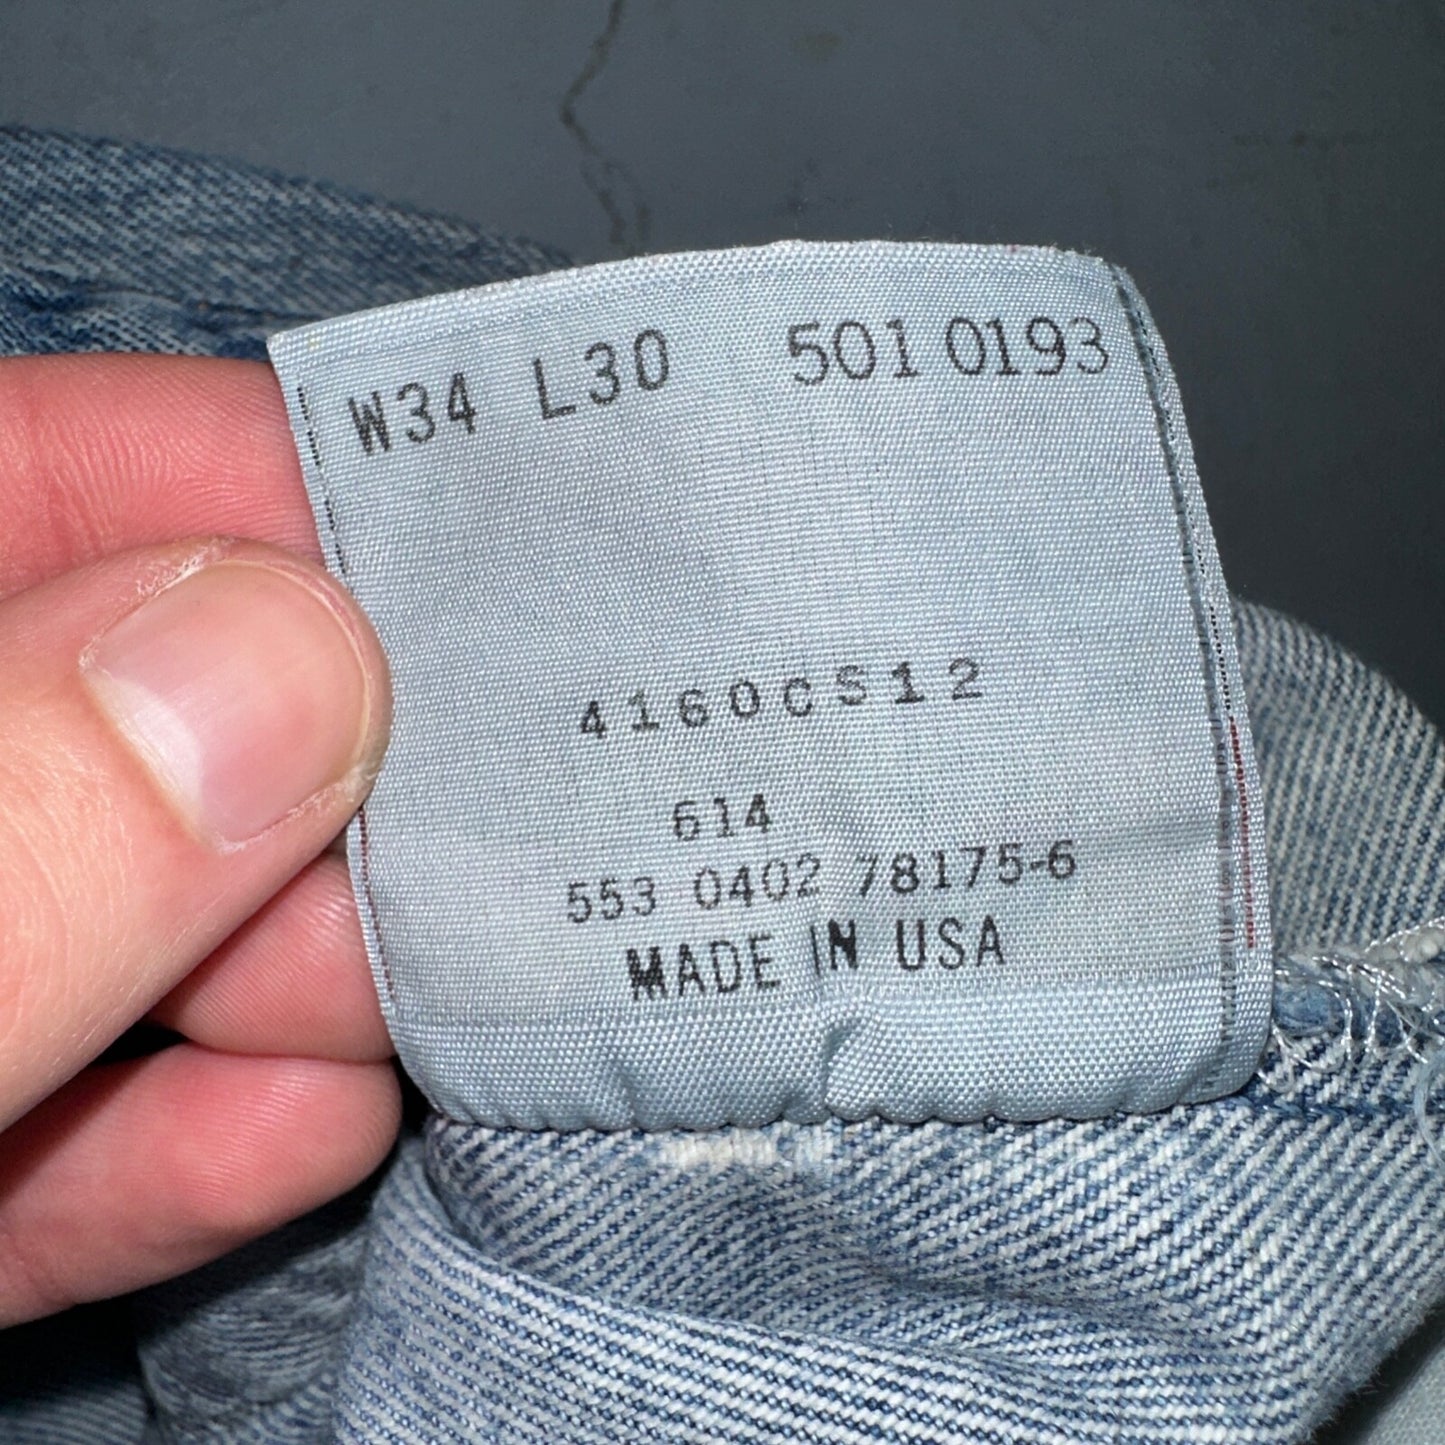 W34 L30 501 0193
4160CS12
614
553 0402 78175-6
MADE IN USA